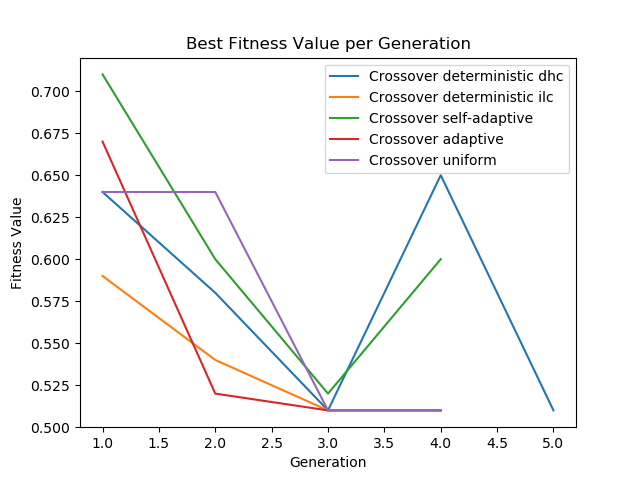 Best Fitness Value per Generation
Crossover deterministic dhc
Crossover deterministic ilc
Crossover self-adaptive
Crossover adaptive
Crossover uniform
Fitness Value
0.700
0.675
0.650
0.625
0.600
0.575
0.550
0.525
0.500
1.0 1.5 2.0 2.5 3.0 3.5 4.0 4.5 5.0
Generation